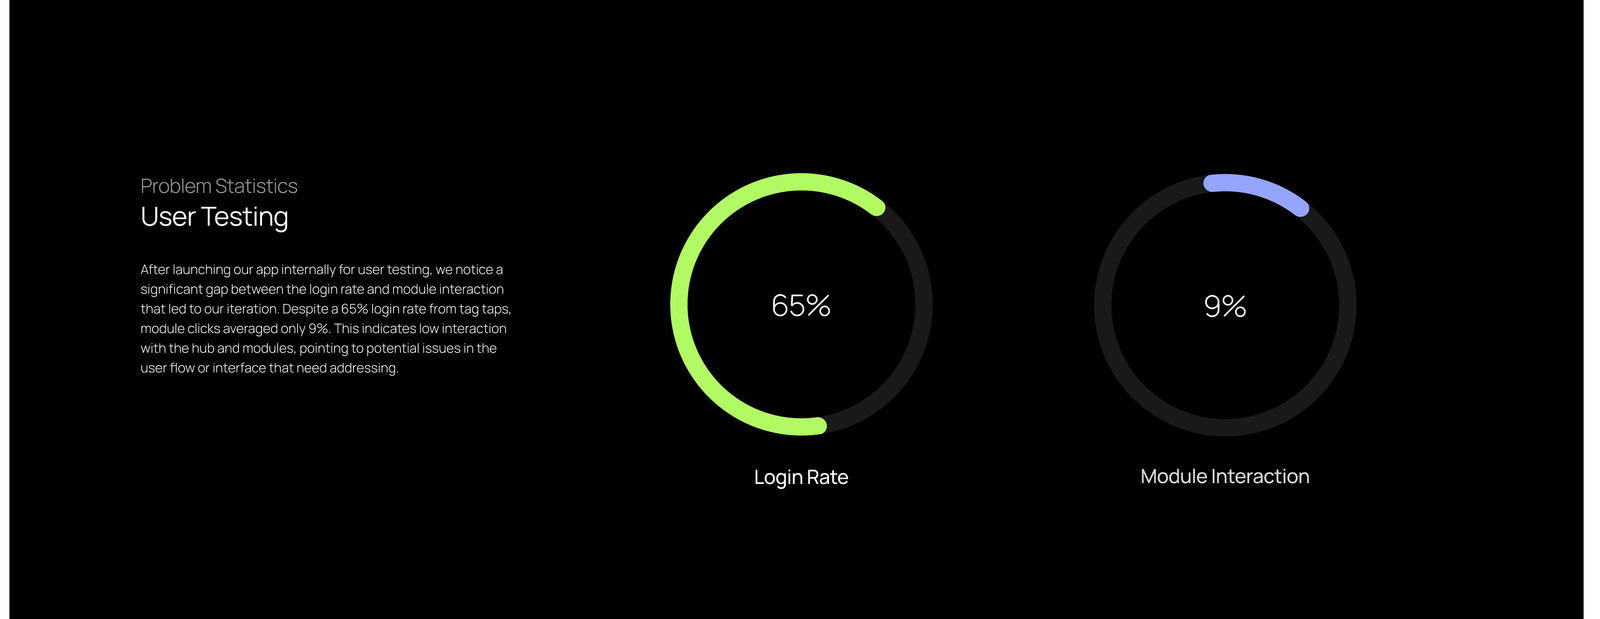 Problem Statistics
User Testing
After launching our app internally for user testing, we notice a
significant gap between the login rate and module interaction
that led to our iteration. Despite a 65% login rate from tag taps,
module clicks averaged only 9%. This indicates low interaction
with the hub and modules, pointing to potential issues in the
user flow or interface that need addressing.
65%
Login Rate
9%
Module Interaction